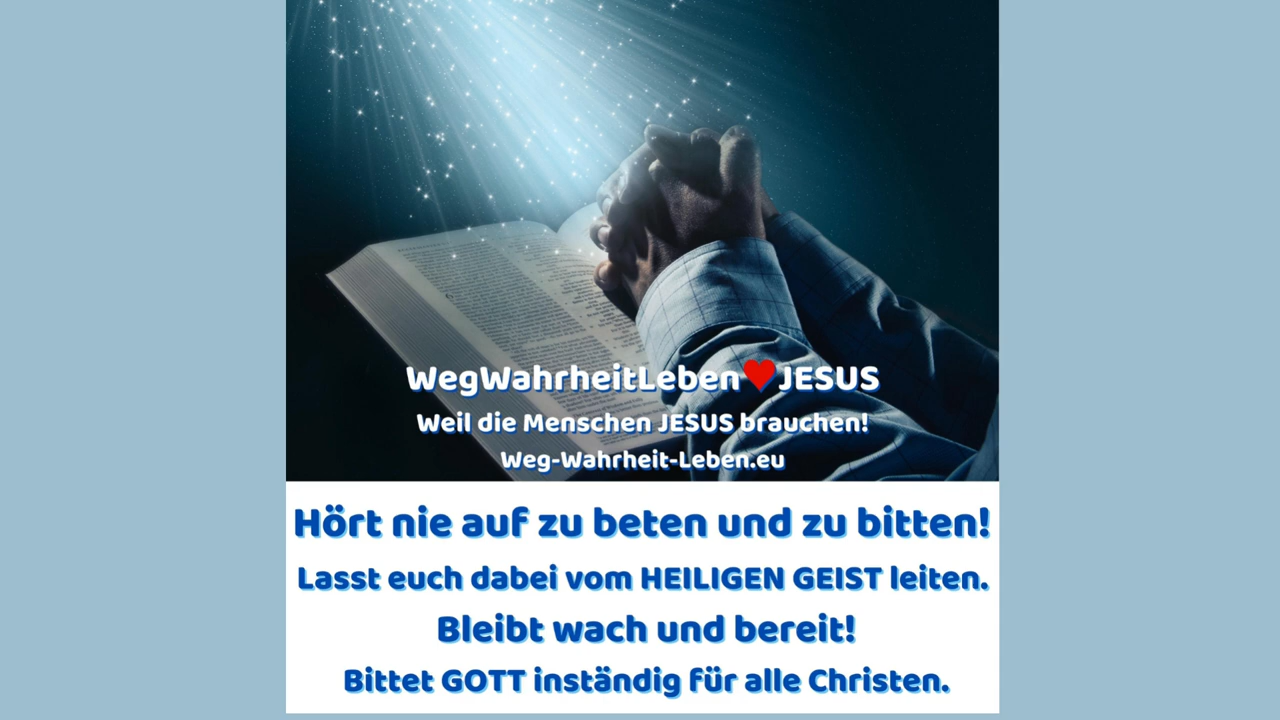 WegWahrheitLeben❤JESUS
Weil die Menschen JESUS brauchen!
Weg-Wahrheit-Leben.eu
Hört nie auf zu beten und zu bitten!
Lasst euch dabei vom HEILIGEN GEIST leiten.
Bleibt wach und bereit!
Bittet GOTT inständig für alle Christen.